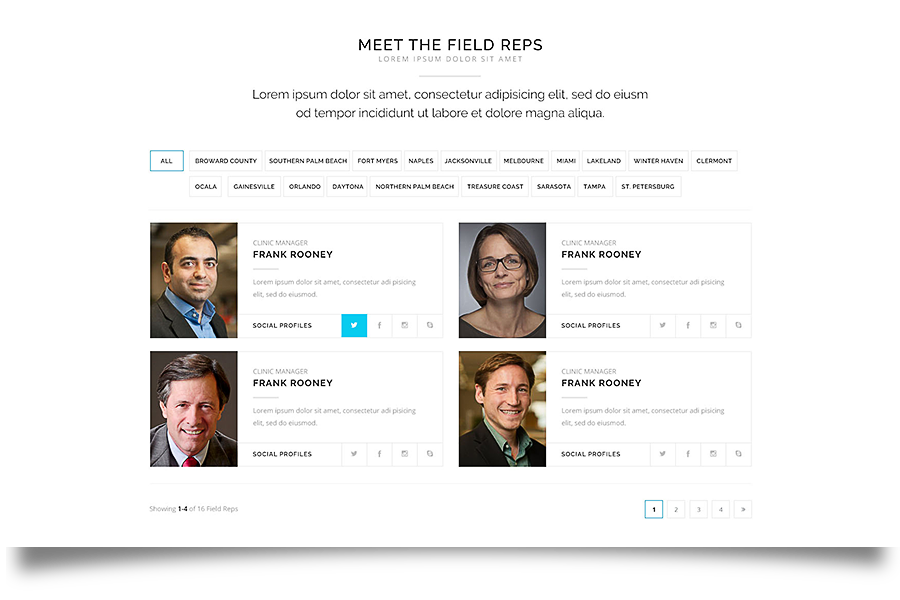 MEET THE FIELD REPS
LOREM IPSUM DOLOR SIT AMET
Lorem ipsum dolor sit amet, consectetur adipisicing elit, sed do eiusm
od tempor incididunt ut labore et dolore magna aliqua.
ALL BROWARD COUNTY SOUTHERN PALM BEACH FORT MYERS NAPLES JACKSONVILLE MELBOURNE MIAMI LAKELAND WINTER HAVEN CLERMONT
OCALA GAINESVILLE ORLANDO DAYTONA NORTHERN PALM BEACH TREASURE COAST SARASOTA TAMPA ST. PETERSBURG
CLINIC MANAGER
FRANK ROONEY
Lorem ipsum dolor sit amet, consectetur adi pisicing
elit, sed do eiusmod.
SOCIAL PROFILES
CLINIC MANAGER
FRANK ROONEY
Lorem ipsum dolor sit amet, consectetur adi pisicing
elit, sed do eiusmod.
SOCIAL PROFILES
CLINIC MANAGER
FRANK ROONEY
Lorem ipsum dolor sit amet, consectetur adi pisicing
elit, sed do eiusmod.
SOCIAL PROFILES
CLINIC MANAGER
FRANK ROONEY
Lorem ipsum dolor sit amet, consectetur adi pisicing
elit, sed do eiusmod.
SOCIAL PROFILES
Showing 1-4 of 16 Field Reps
1 2 3 4 »